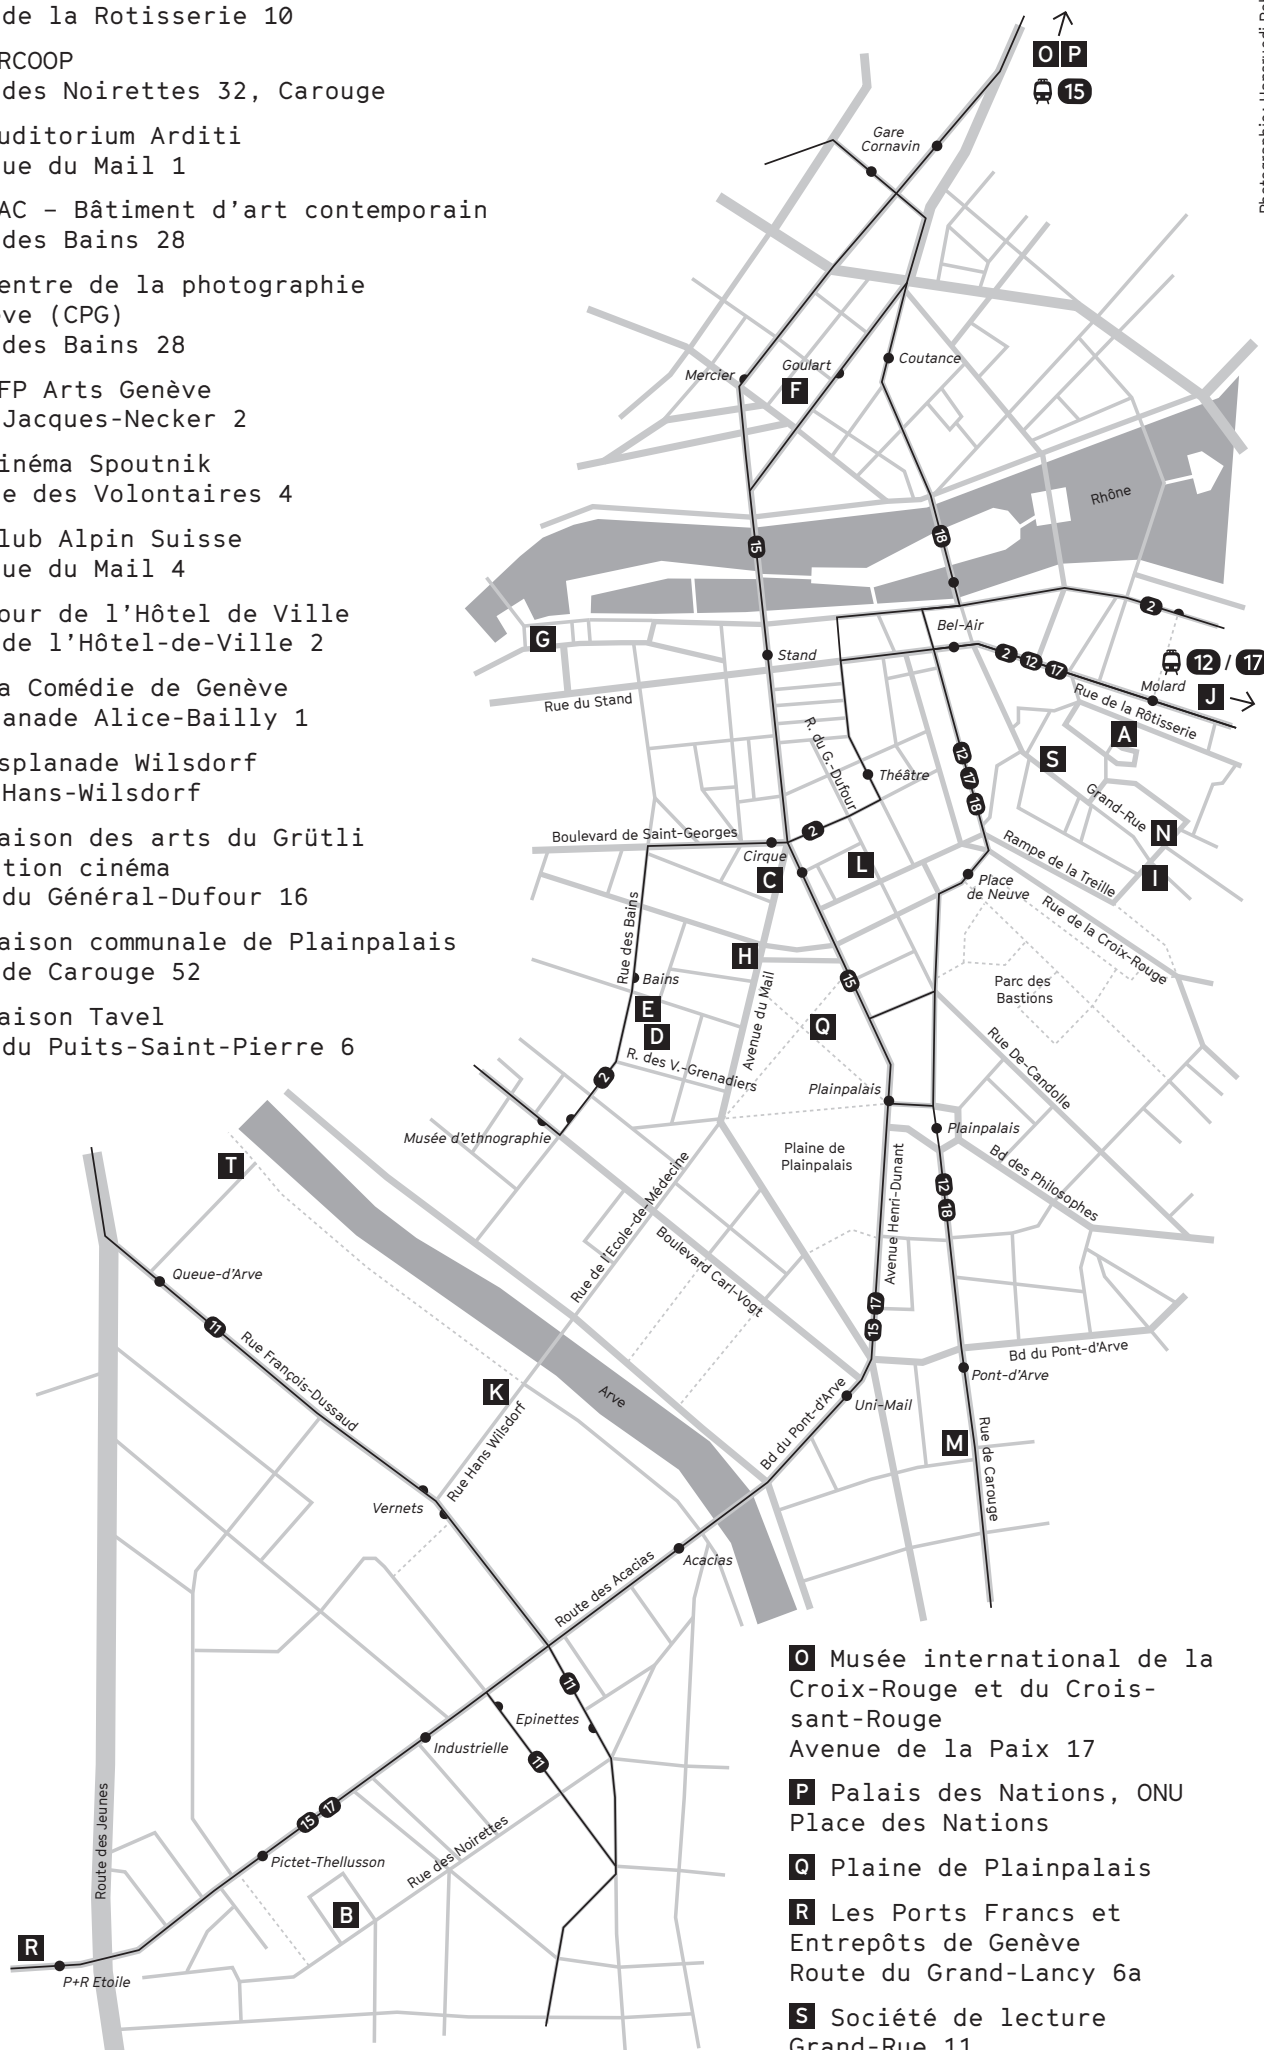 de la Rotisserie 10
RCOOP
des Noirettes 32, Carouge
uditorium Arditi
ue du Mail 1
AC – Bâtiment d’art contemporain
des Bains 28
entre de la photographie
ve (CPG)
des Bains 28
FP Arts Genève
Jacques-Necker 2
inéma Spoutnik
e des Volontaires 4
lub Alpin Suisse
ue du Mail 4
our de l’Hôtel de Ville
de l’Hôtel-de-Ville 2
a Comédie de Genève
anade Alice-Bailly 1
splanade Wilsdorf
Hans-Wilsdorf
aison des arts du Grütli
tion cinéma
du Général-Dufour 16
aison communale de Plainpalais
de Carouge 52
aison Tavel
du Puits-Saint-Pierre 6
O P
15
Gare
Cornavin
Mercier
Goulart
F
Coutance
Rhône
15
18
2
Bel-Air
G
Stand
2 12 17
12 / 17
Molard
J
Rue du Stand
Rue de la Rôtisserie
A
S
R. du G.-Dufour
Théâtre
12
17
18
Grand-Rue
N
Boulevard de Saint-Georges
2
Cirque
C
L
Rampe de la Treille
I
Place
de Neuve
Rue de la Croix-Rouge
Rue des Bains
H
Bains
15
Parc des
Bastions
E
D
Avenue du Mail
Q
R. des V.-Grenadiers
Rue De-Candolle
2
Plainpalais
Musée d’ethnographie
Plainpalais
Plaine de
Plainpalais
T
Bd des Philosophes
12
18
Avenue Henri-Dunant
Rue de l’Ecole-de-Médecine
Boulevard Carl-Vogt
Queue-d’Arve
11
17
15
Rue François-Dussaud
Bd du Pont-d’Arve
Pont-d’Arve
K
Arve
Bd du Pont-d’Arve
Uni-Mail
Rue Hans Wilsdorf
M
Rue de Carouge
Vernets
Acacias
Route des Acacias
11
Epinettes
Industrielle
11
15 17
Route des Jeunes
Pictet-Thellusson
Rue des Noirettes
B
R
P+R Etoile
O Musée international de la
Croix-Rouge et du Crois-
sant-Rouge
Avenue de la Paix 17
P Palais des Nations, ONU
Place des Nations
Q Plaine de Plainpalais
R Les Ports Francs et
Entrepôts de Genève
Route du Grand-Lancy 6a
S Société de lecture
Grand-Rue 11